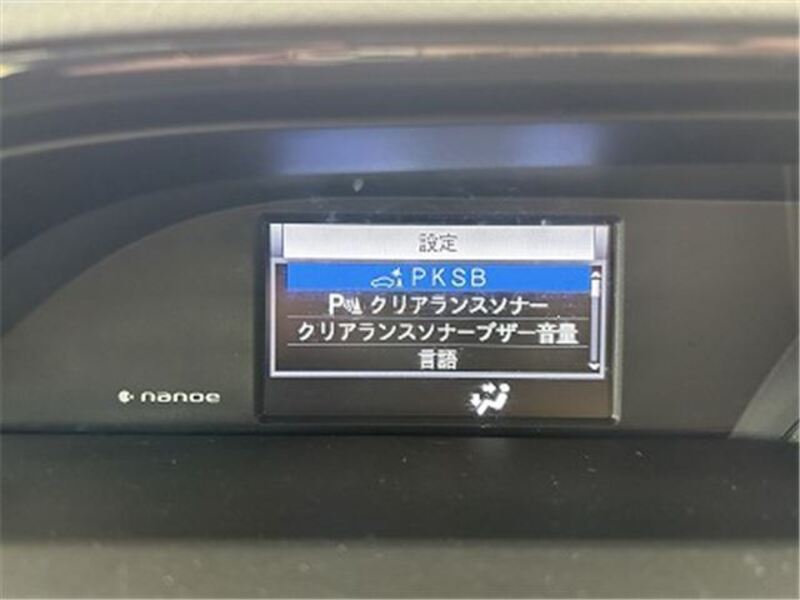 設定
PKSB
P クリアランスソナー
クリアランスソナーブザー音量
言語
nanoe